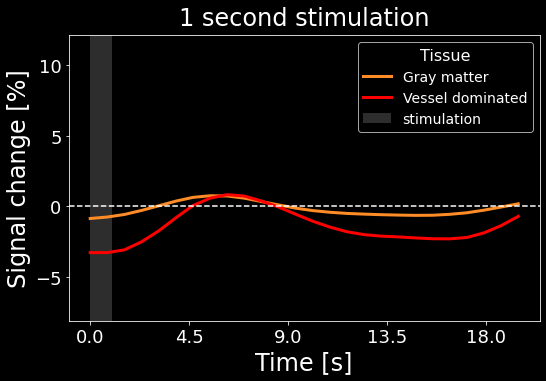 1 second stimulation
Signal change [%]
10
5
0
−5
Tissue
Gray matter
Vessel dominated
stimulation
0.0 4.5 9.0 13.5 18.0
Time [s]